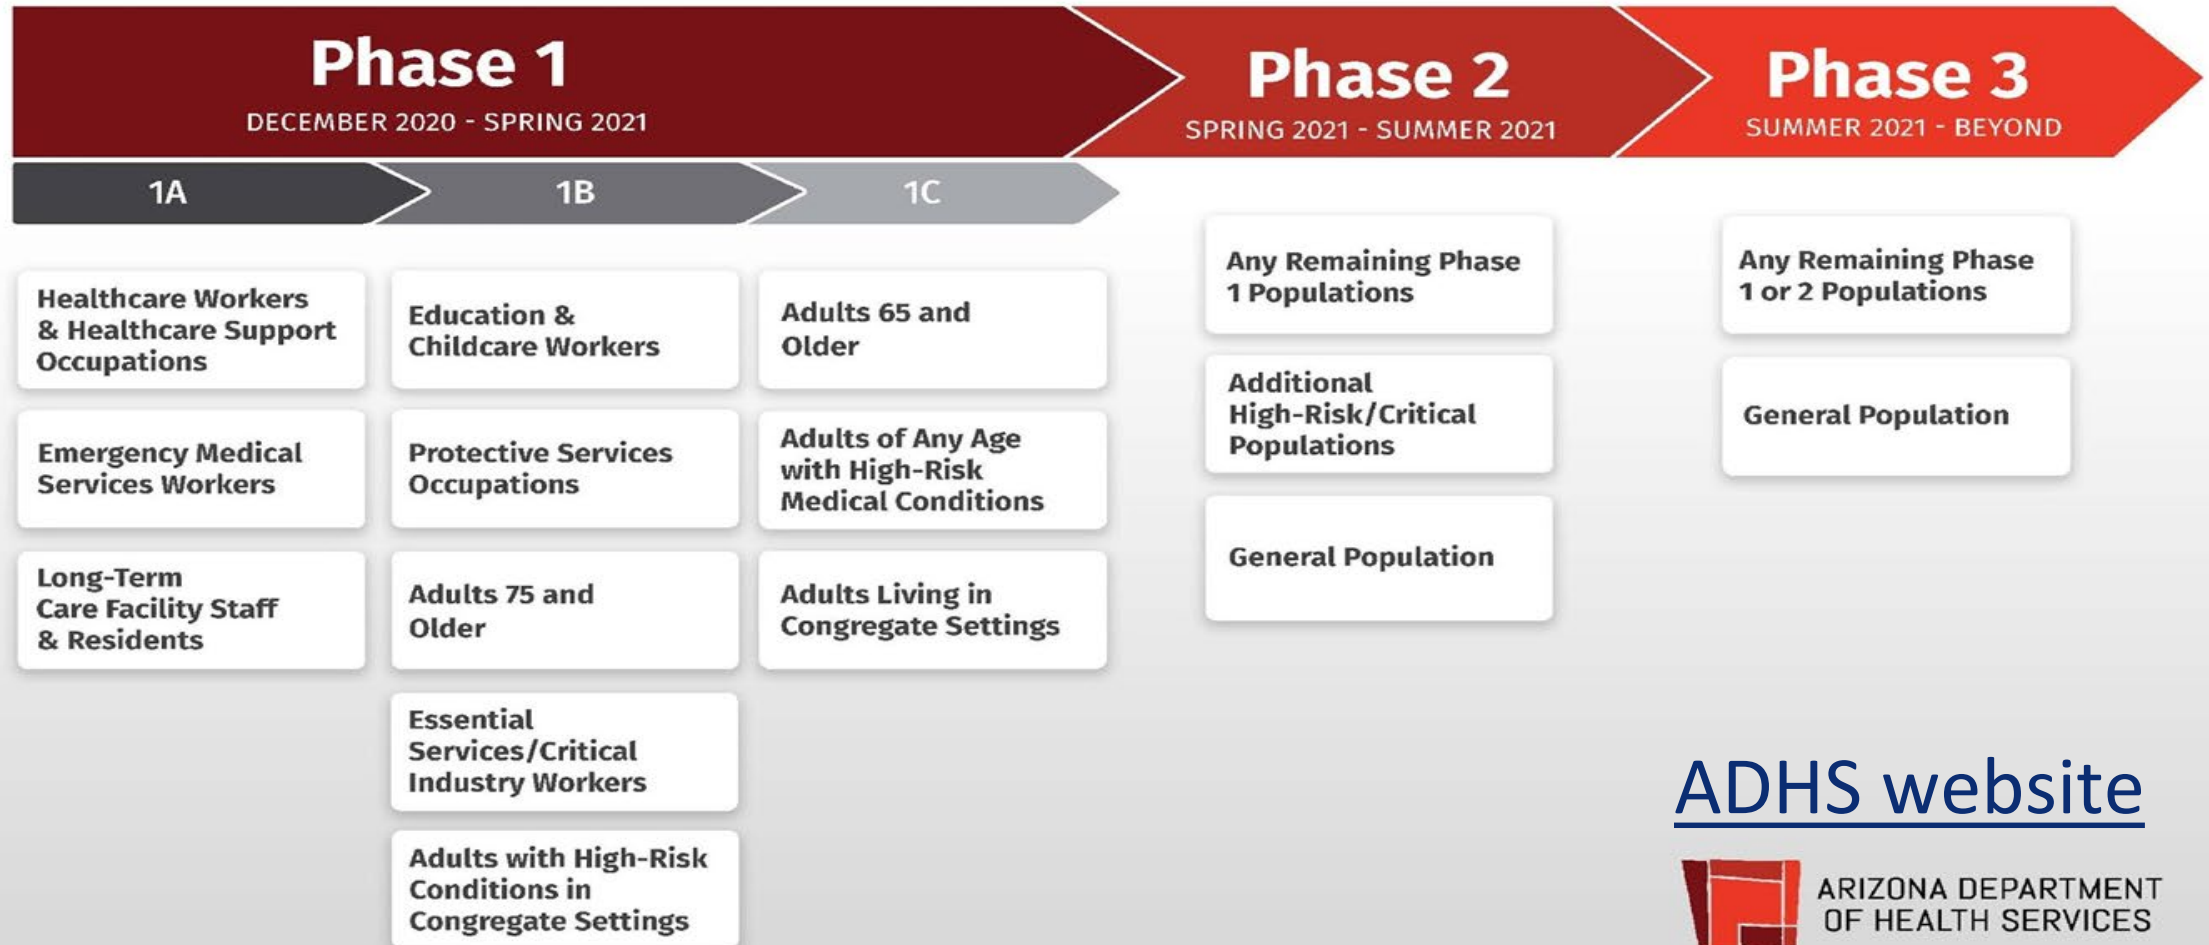 Phase 1
DECEMBER 2020 - SPRING 2021
Phase 2
SPRING 2021 - SUMMER 2021
Phase 3
SUMMER 2021 - BEYOND
1A
1B
1C
Healthcare Workers
& Healthcare Support
Occupations
Emergency Medical
Services Workers
Long-Term
Care Facility Staff
& Residents
Education &
Childcare Workers
Protective Services
Occupations
Adults 75 and
Older
Essential
Services/Critical
Industry Workers
Adults with High-Risk
Conditions in
Congregate Settings
Adults 65 and
Older
Adults of Any Age
with High-Risk
Medical Conditions
Adults Living in
Congregate Settings
Any Remaining Phase
1 Populations
Additional
High-Risk/Critical
Populations
General Population
Any Remaining Phase
1 or 2 Populations
General Population
ADHS website
ARIZONA DEPARTMENT
OF HEALTH SERVICES